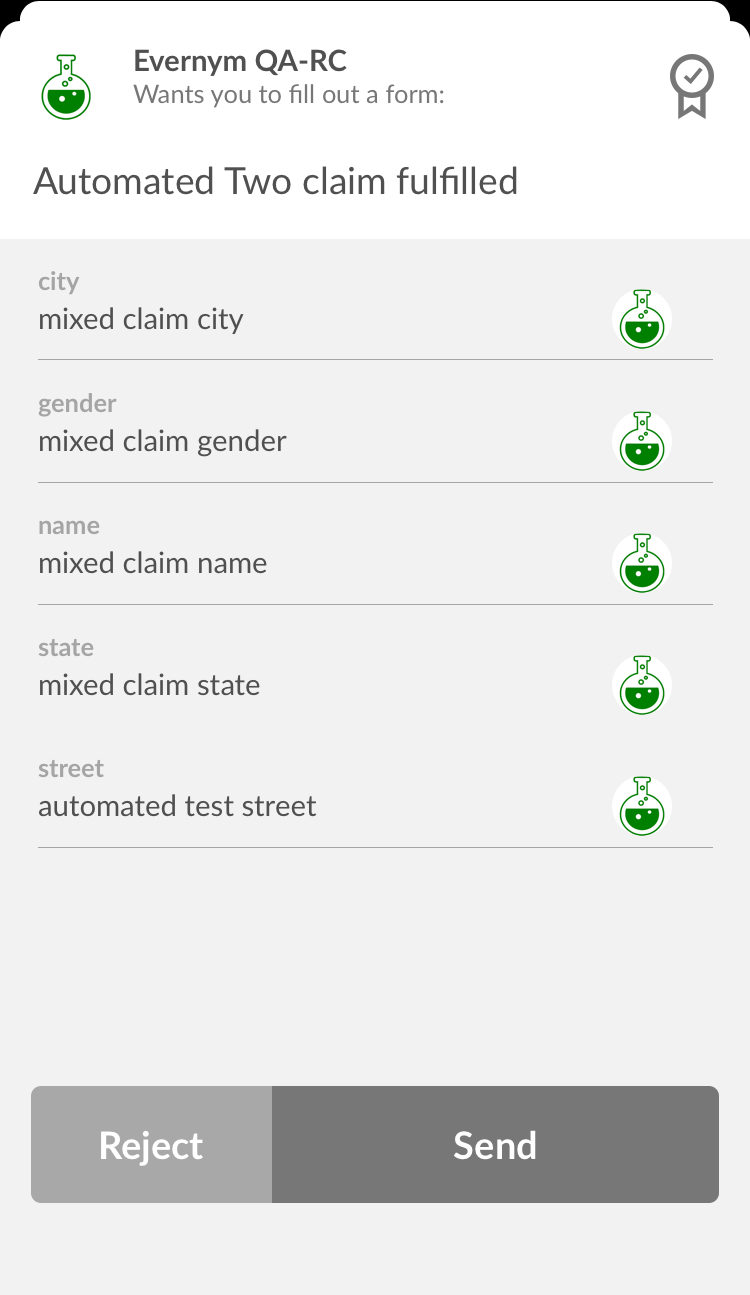 Evernym QA-RC
Wants you to fill out a form:
Automated Two claim fulfilled
city
mixed claim city
gender
mixed claim gender
name
mixed claim name
state
mixed claim state
street
automated test street
Reject
Send